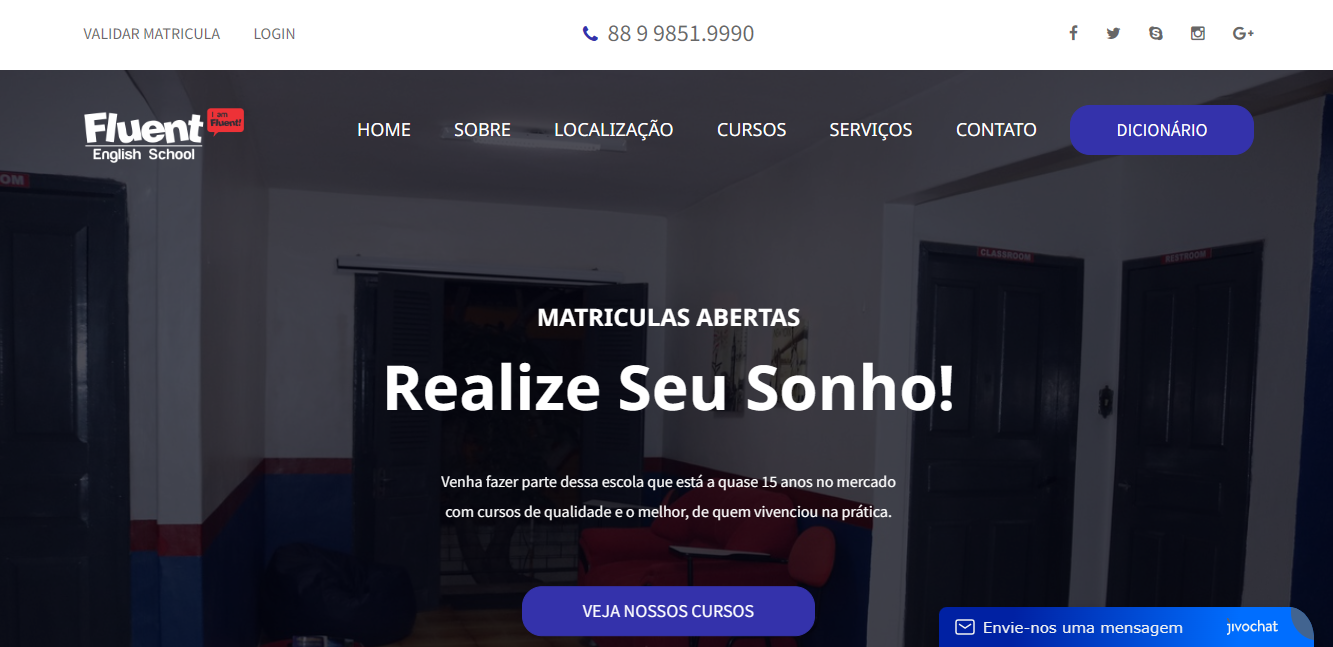 VALIDAR MATRICULA
LOGIN
88 9 9851.9990
G+
Fluent
I am
Fluent!
English School
HOME
SOBRE
LOCALIZAÇÃO
CURSOS
SERVIÇOS
CONTATO
DICIONÁRIO
OOM
CLASSROOM
RESTROOM
MATRICULAS ABERTAS
Realize Seu Sonho!
Venha fazer parte dessa escola que está a quase 15 anos no mercado
com cursos de qualidade e o melhor, de quem vivenciou na prática.
VEJA NOSSOS CURSOS
Envie-nos uma mensagem
jivochat